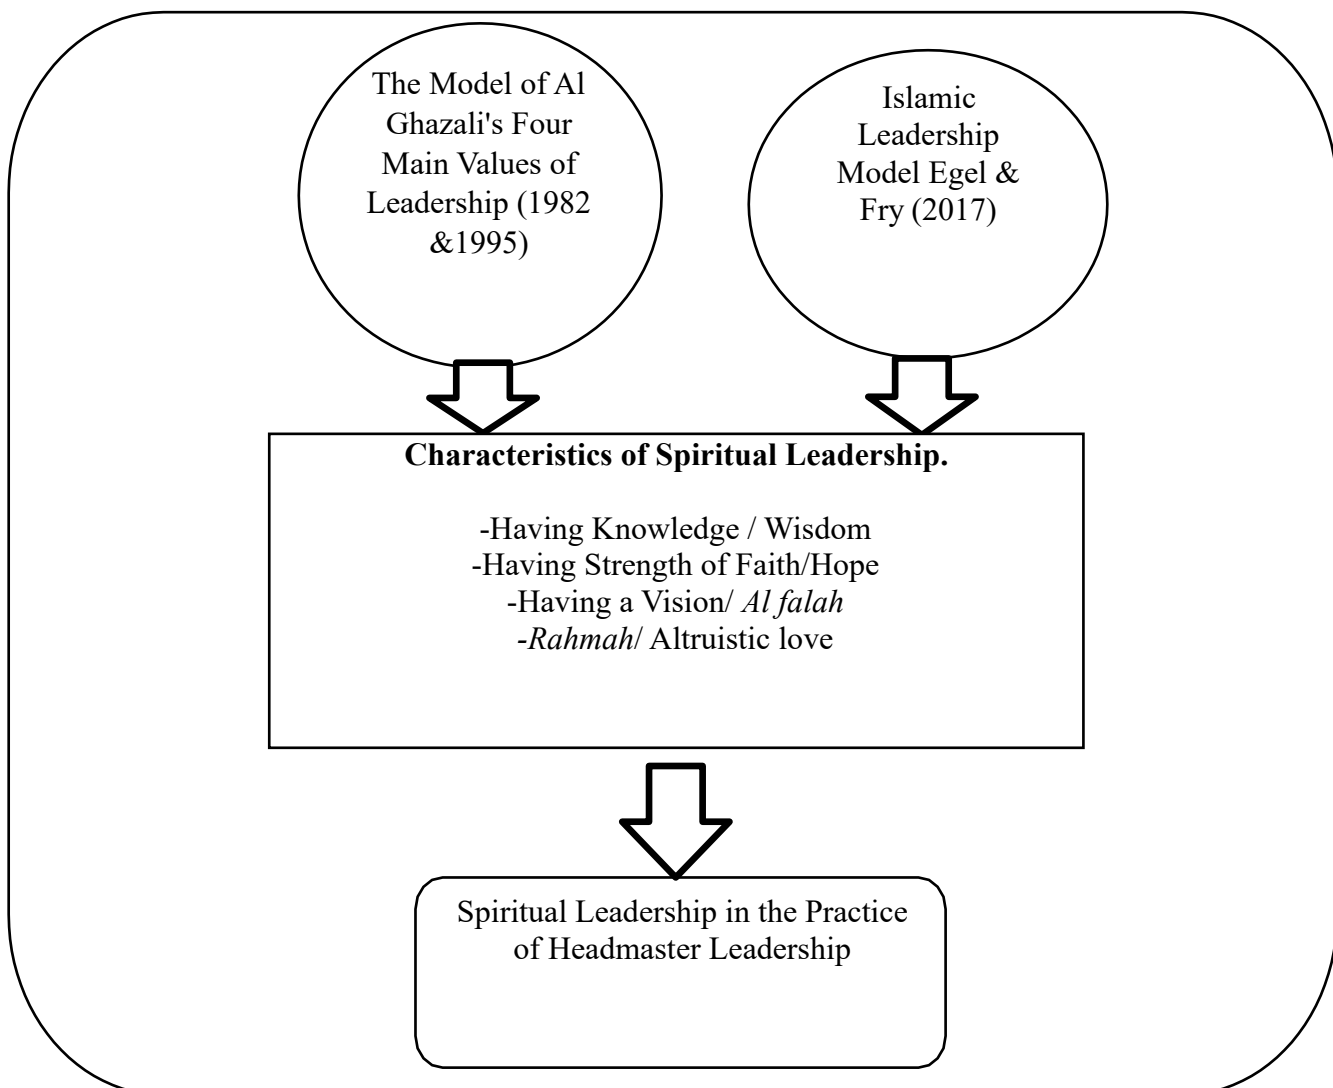 The Model of Al
Ghazali's Four
Main Values of
Leadership (1982
&1995)
Islamic
Leadership
Model Egel &
Fry (2017)
Characteristics of Spiritual Leadership.
-Having Knowledge / Wisdom
-Having Strength of Faith/Hope
-Having a Vision/ Al falah
-Rahmah/ Altruistic love
Spiritual Leadership in the Practice
of Headmaster Leadership